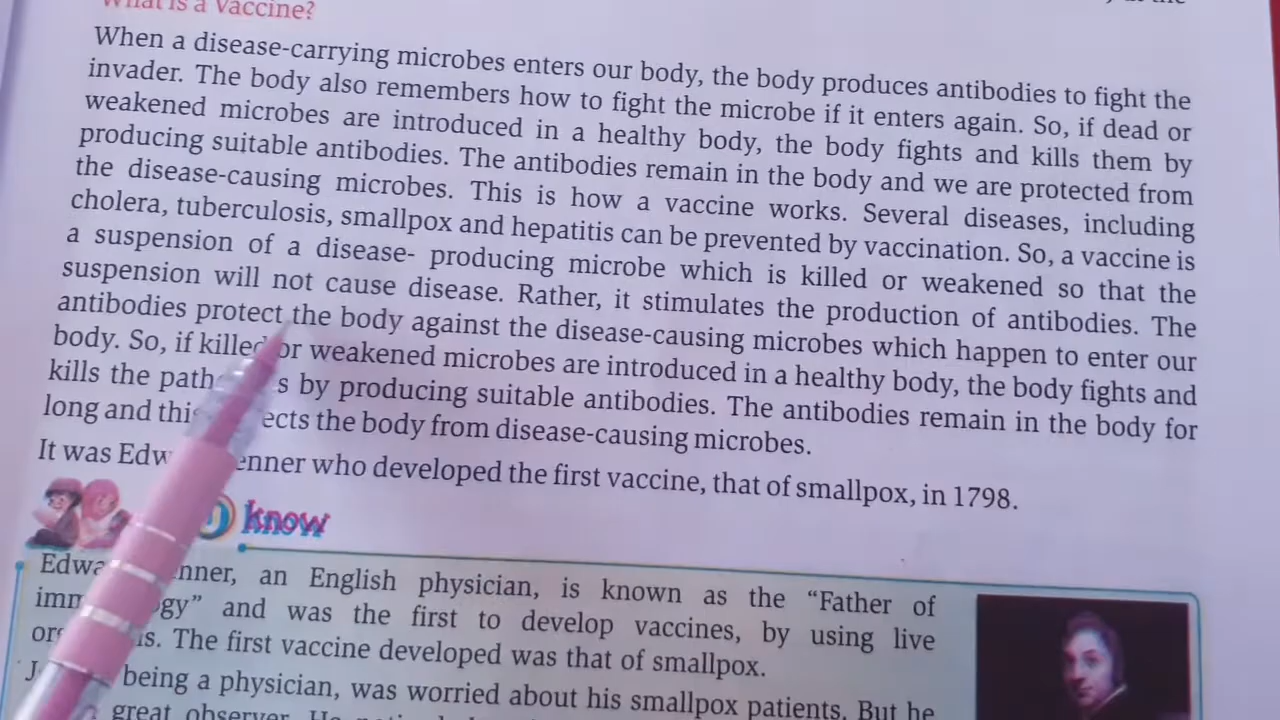 What is a Vaccine?
When a disease-carrying microbes enters our body, the body produces antibodies to fight the
invader. The body also remembers how to fight the microbe if it enters again. So, if dead or
weakened microbes are introduced in a healthy body, the body fights and kills them by
producing suitable antibodies. The antibodies remain in the body and we are protected from
the disease-causing microbes. This is how a vaccine works. Several diseases, including
cholera, tuberculosis, smallpox and hepatitis can be prevented by vaccination. So, a vaccine is
a suspension of a disease- producing microbe which is killed or weakened so that the
suspension will not cause disease. Rather, it stimulates the production of antibodies. The
antibodies protect the body against the disease-causing microbes which happen to enter our
body. So, if killed or weakened microbes are introduced in a healthy body, the body fights and
kills the by producing suitable antibodies. The antibodies remain in the body for
long and the body from disease-causing microbes.
It was who developed the first vaccine, that of smallpox, in 1798.
know
an English physician, is known as the “Father of
and was the first to develop vaccines, by using live
The first vaccine developed was that of smallpox.
being a physician, was worried about his smallpox patients. But he
great observer. He